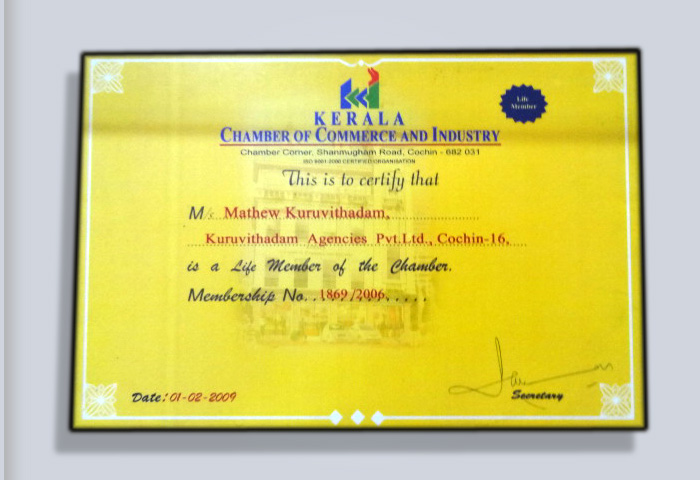 Life
Member
KERALA
CHAMBER OF COMMERCE AND INDUSTRY
Chamber Corner, Shanmugham Road, Cochin - 682 031
ISO 9001:2000 CERTIFIED ORGANISATION
This is to certify that
M/s. Mathew Kuruvithadam,
Kuruvithadam Agencies Pvt.Ltd., Cochin-16,
is a Life Member of the Chamber.
Membership No. . 1869/2006, . . . .
Date: 01-02-2009
Secretary